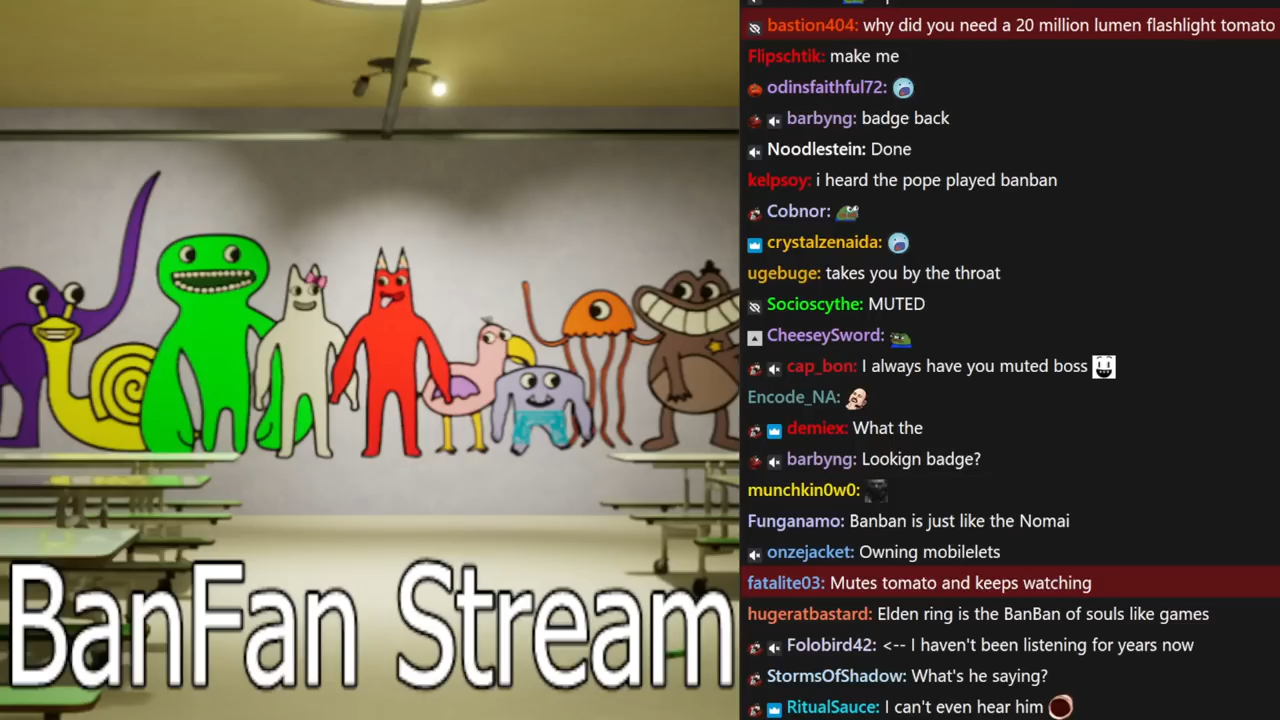 bastion404: why did you need a 20 million lumen flashlight tomato
Flipschtik: make me
odinsfaithful72:
barbyng: badge back
Noodlestein: Done
kelpsoy: i heard the pope played banban
Cobnor:
crystalzenaida:
ugebuge: takes you by the throat
Socioscythe: MUTED
CheeseySword:
cap_bon: I always have you muted boss
Encode_NA:
demiex: What the
barbyng: Lookign badge?
munchkin0w0:
Funganamo: Banban is just like the Nomai
onzejacket: Owning mobilelets
fatalite03: Mutes tomato and keeps watching
hugeratbastard: Elden ring is the BanBan of souls like games
Folobird42: <-- I haven't been listening for years now
StormsOfShadow: What's he saying?
RitualSauce: I can't even hear him
BanFan Stream